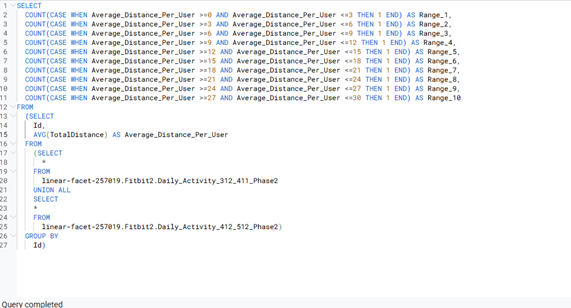 1 SELECT
2 COUNT(CASE WHEN Average_Distance_Per_User >=0 AND Average_Distance_Per_User <=3 THEN 1 END) AS Range_1,
3 COUNT(CASE WHEN Average_Distance_Per_User >=3 AND Average_Distance_Per_User <=6 THEN 1 END) AS Range_2,
4 COUNT(CASE WHEN Average_Distance_Per_User >=6 AND Average_Distance_Per_User <=9 THEN 1 END) AS Range_3,
5 COUNT(CASE WHEN Average_Distance_Per_User >=9 AND Average_Distance_Per_User <=12 THEN 1 END) AS Range_4,
6 COUNT(CASE WHEN Average_Distance_Per_User >=12 AND Average_Distance_Per_User <=15 THEN 1 END) AS Range_5,
7 COUNT(CASE WHEN Average_Distance_Per_User >=15 AND Average_Distance_Per_User <=18 THEN 1 END) AS Range_6,
8 COUNT(CASE WHEN Average_Distance_Per_User >=18 AND Average_Distance_Per_User <=21 THEN 1 END) AS Range_7,
9 COUNT(CASE WHEN Average_Distance_Per_User >=21 AND Average_Distance_Per_User <=24 THEN 1 END) AS Range_8,
10 COUNT(CASE WHEN Average_Distance_Per_User >=24 AND Average_Distance_Per_User <=27 THEN 1 END) AS Range_9,
11 COUNT(CASE WHEN Average_Distance_Per_User >=27 AND Average_Distance_Per_User <=30 THEN 1 END) AS Range_10
12 FROM
13 (SELECT
14 Id,
15 AVG(TotalDistance) AS Average_Distance_Per_User
16 FROM
17 (SELECT
18 *
19 FROM
20 linear-facet-257019.Fitbit2.Daily_Activity_312_411_Phase2
21 UNION ALL
22 SELECT
23 *
24 FROM
25 linear-facet-257019.Fitbit2.Daily_Activity_412_512_Phase2)
26 GROUP BY
27 Id)
Query completed